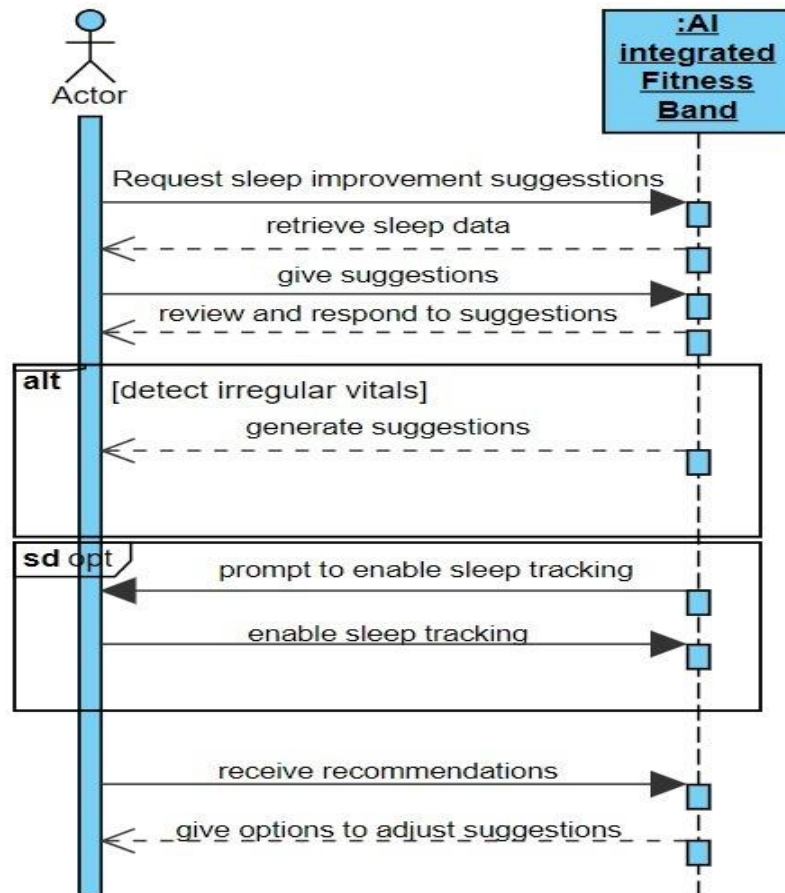 :AI
integrated
Fitness
Band
Actor
Request sleep improvement suggesstions
retrieve sleep data
give suggestions
review and respond to suggestions
alt
[detect irregular vitals]
generate suggestions
sd opt
prompt to enable sleep tracking
enable sleep tracking
receive recommendations
give options to adjust suggestions